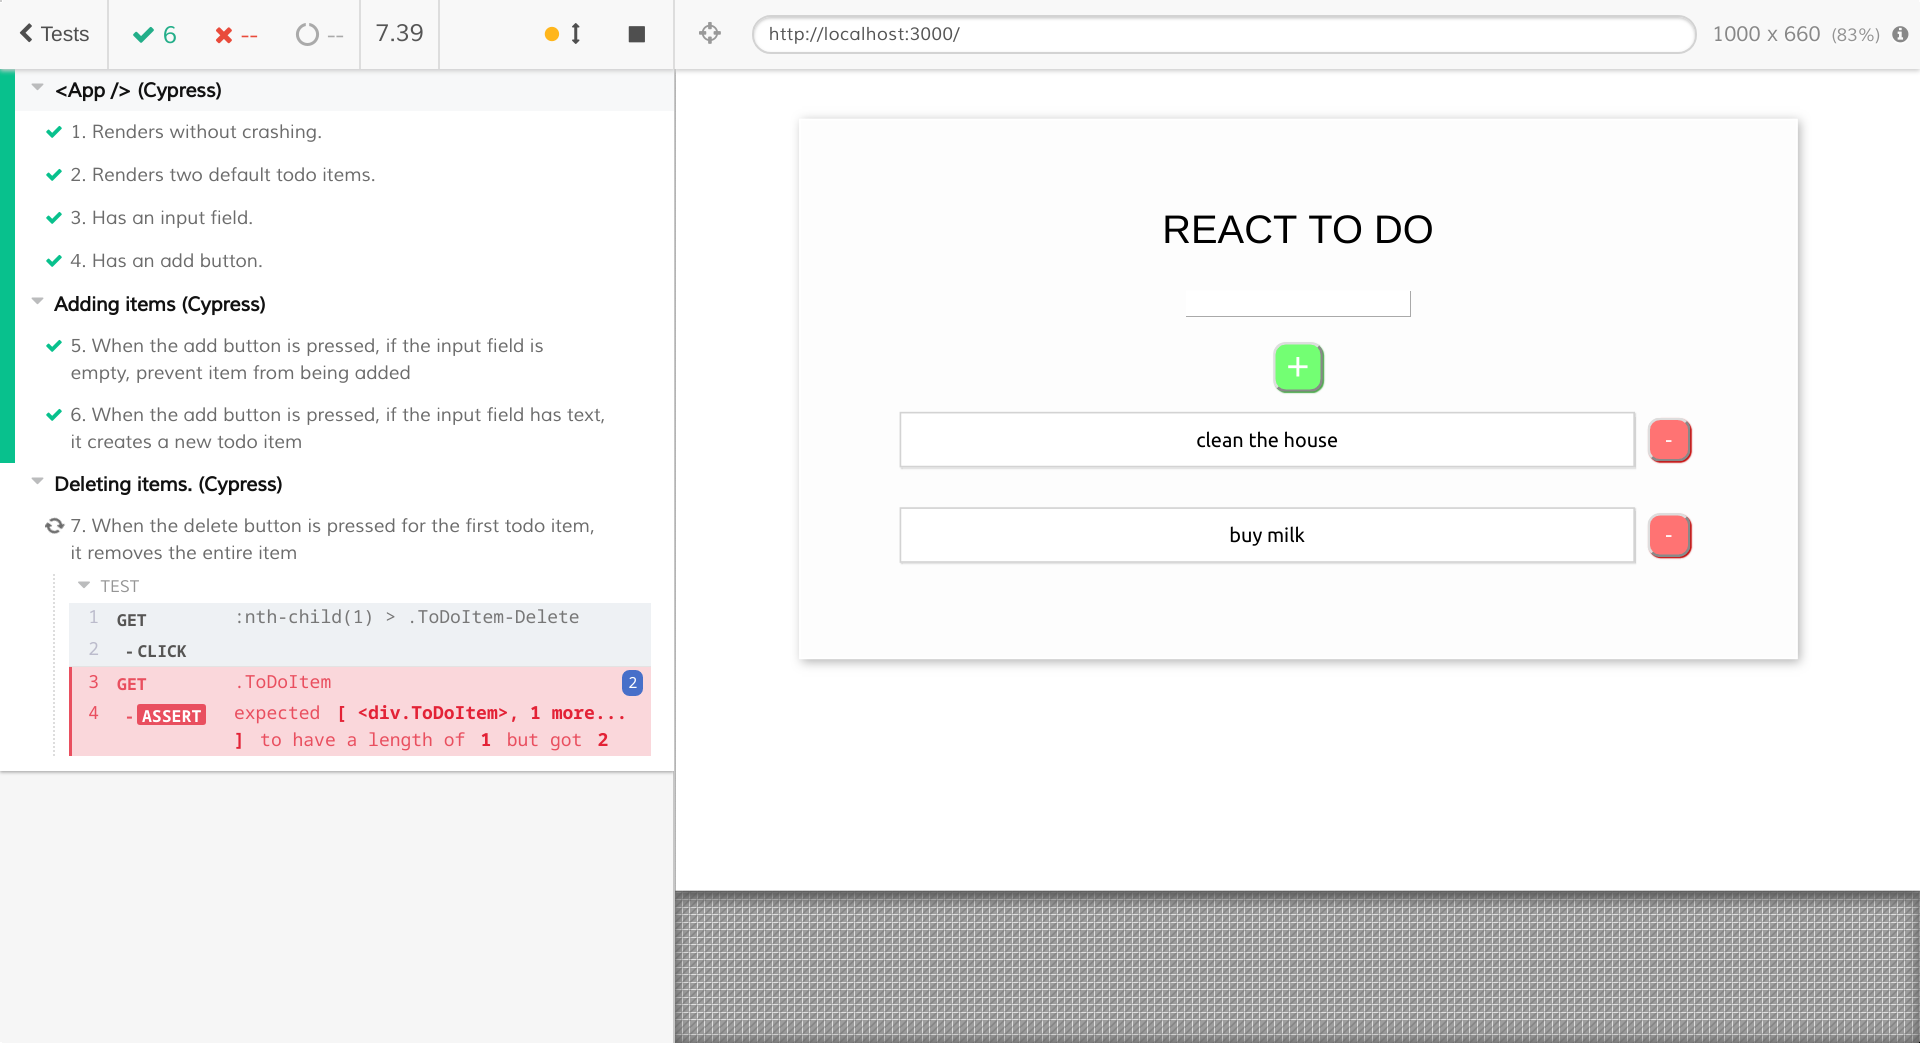 Tests
6
--
--
7.39
http://localhost:3000/
1000 x 660 (83%)
<App /> (Cypress)
1. Renders without crashing.
2. Renders two default todo items.
3. Has an input field.
4. Has an add button.
Adding items (Cypress)
5. When the add button is pressed, if the input field is
empty, prevent item from being added
6. When the add button is pressed, if the input field has text,
it creates a new todo item
Deleting items. (Cypress)
7. When the delete button is pressed for the first todo item,
it removes the entire item
TEST
1 GET :nth-child(1) > .ToDoItem-Delete
2 - CLICK
3 GET .ToDoItem 2
4 - ASSERT expected [ <div.ToDoItem>, 1 more...
] to have a length of 1 but got 2
REACT TO DO
+
clean the house -
buy milk -